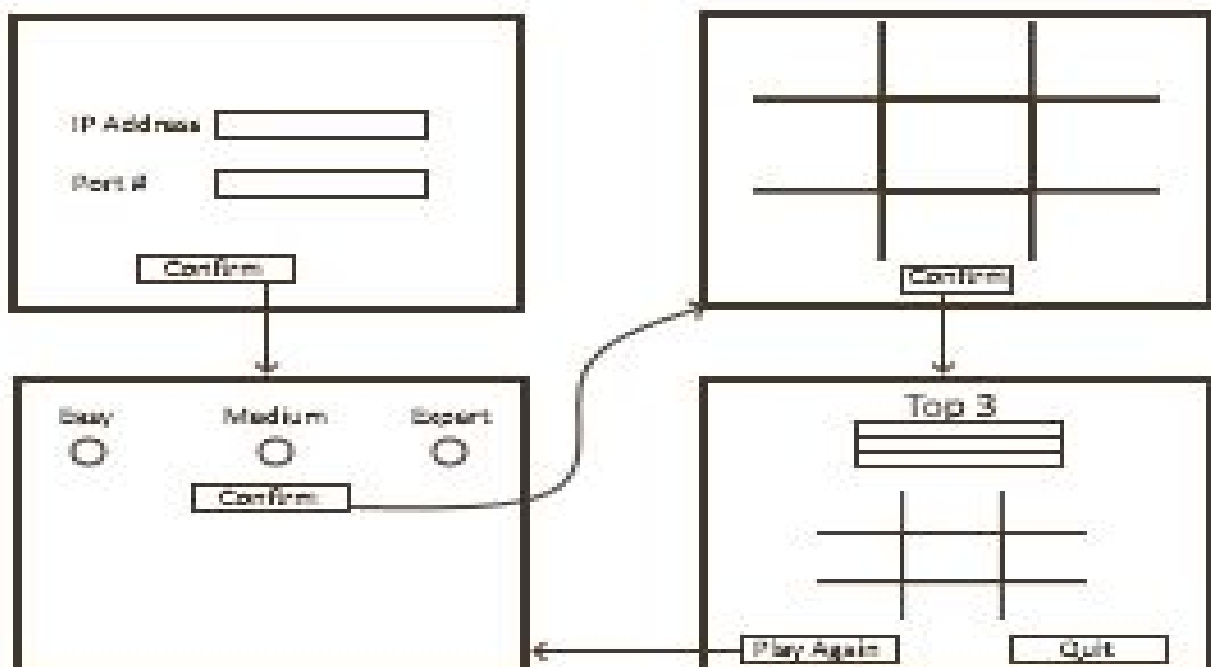 IP Address
Port #
Confirm
Easy Medium Expert
Confirm
Confirm
Top 3
Play Again Quit